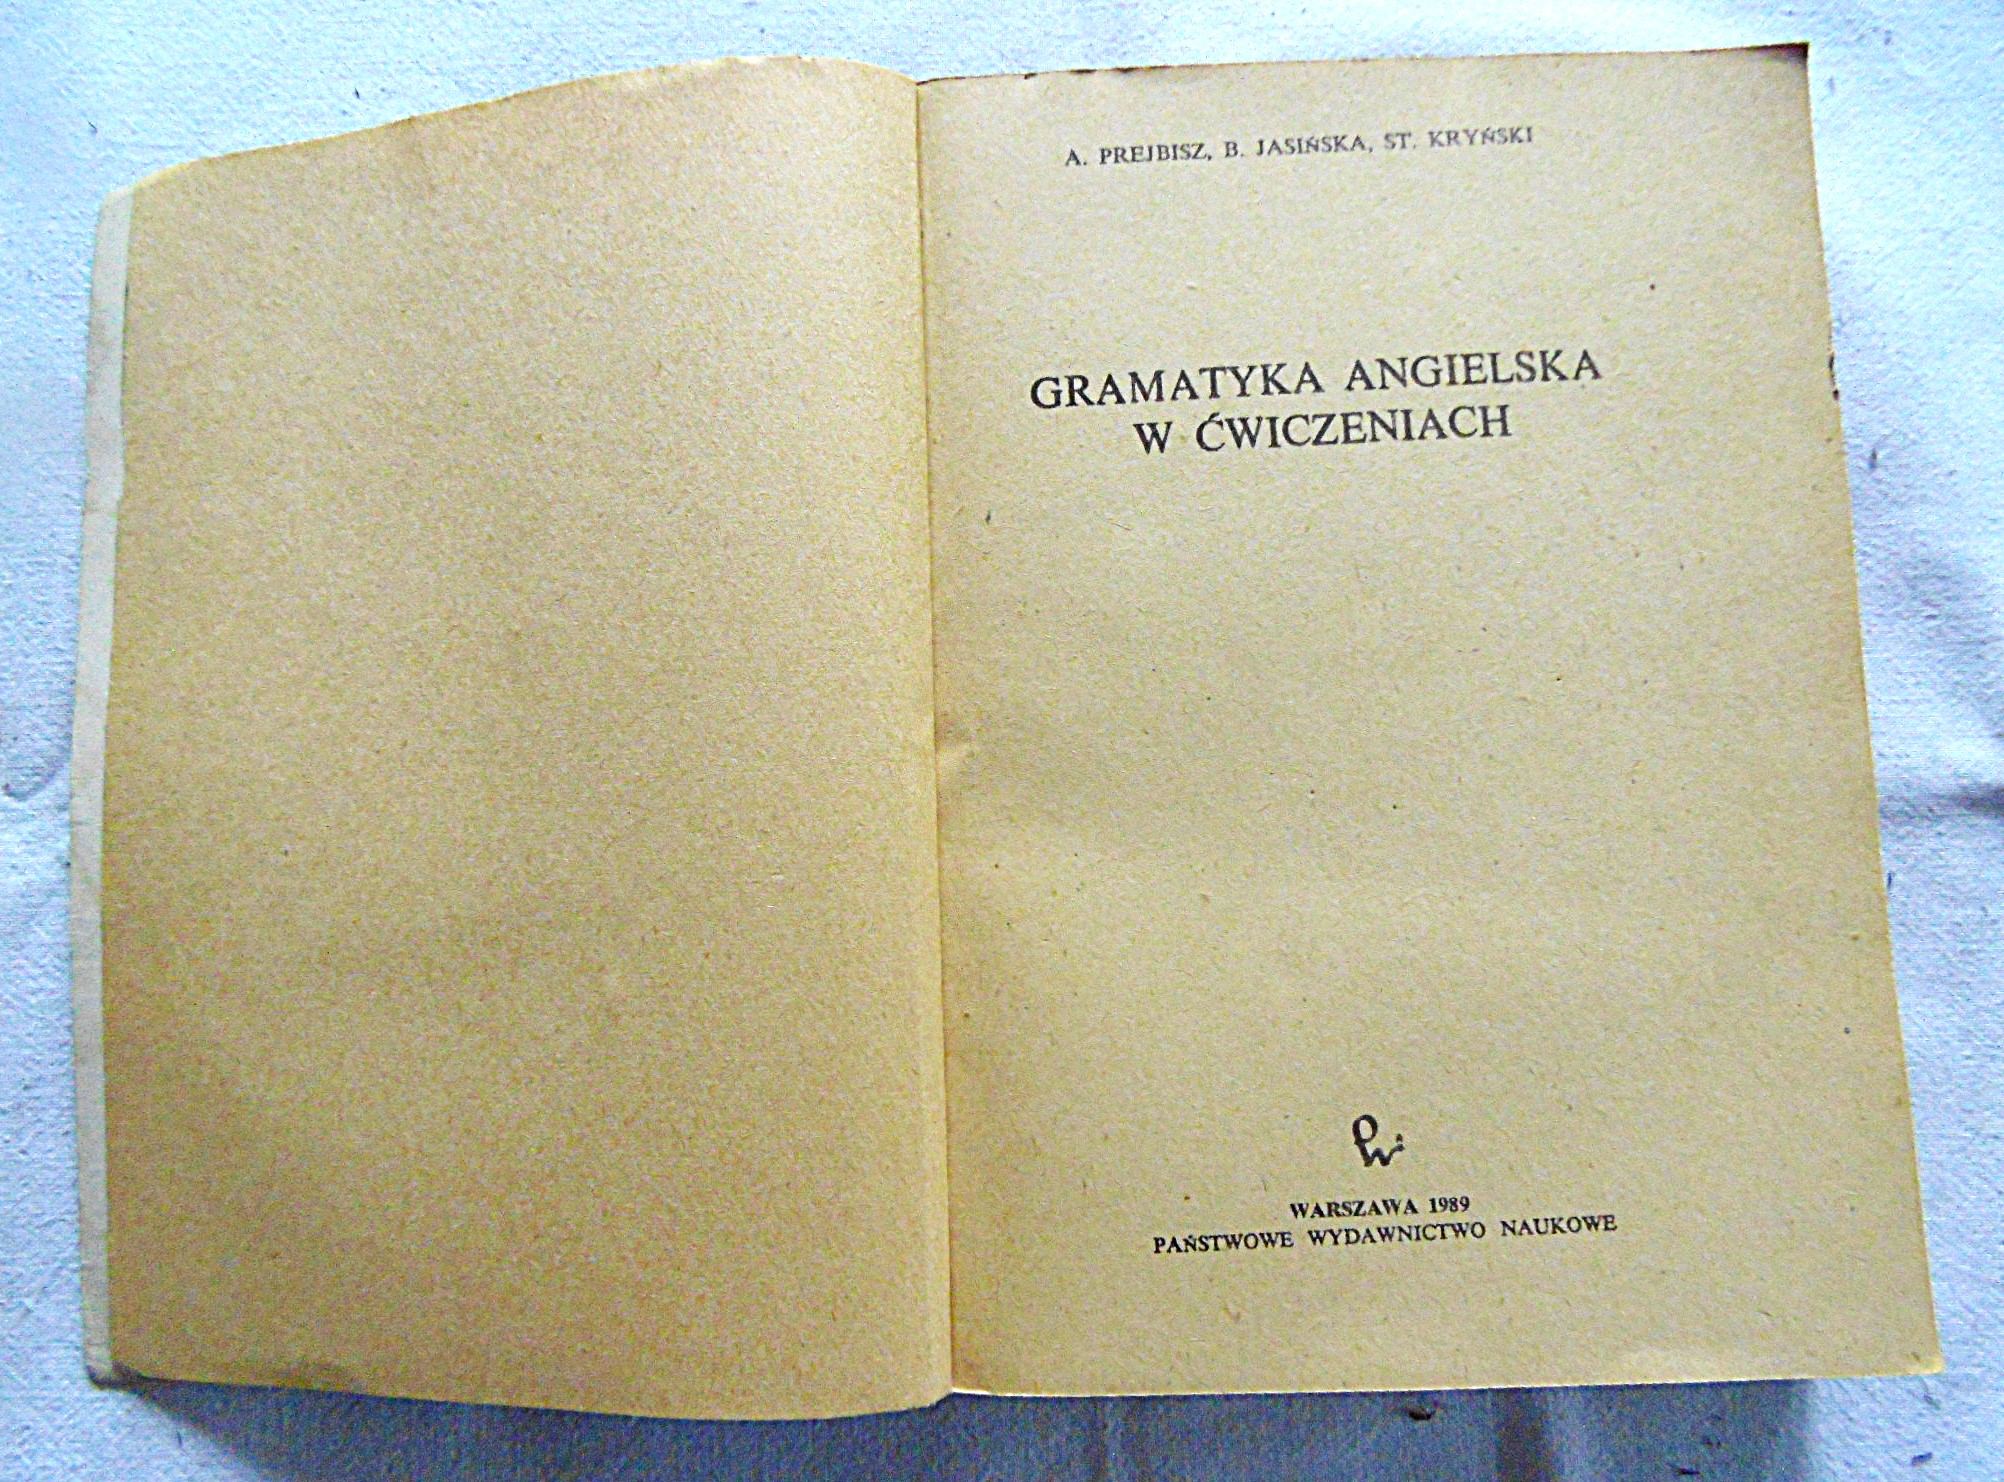 A. PREJBISZ, B. JASIŃSKA, ST. KRYŃSKI
GRAMATYKA ANGIELSKA
W ĆWICZENIACH
WARSZAWA 1989
PAŃSTWOWE WYDAWNICTWO NAUKOWE